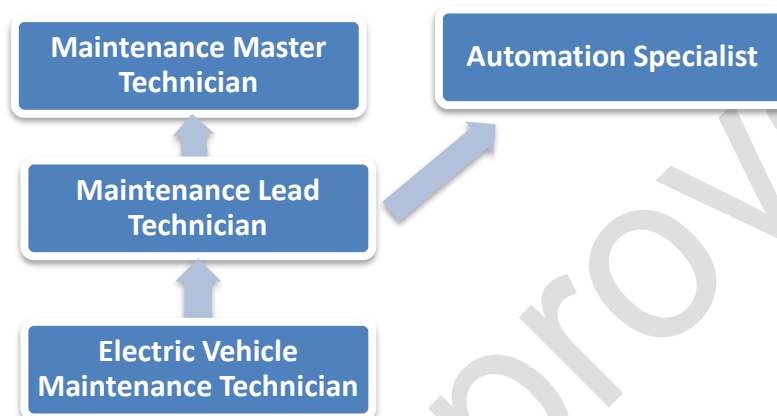 Maintenance Master
Technician
Automation Specialist
Maintenance Lead
Technician
Electric Vehicle
Maintenance Technician